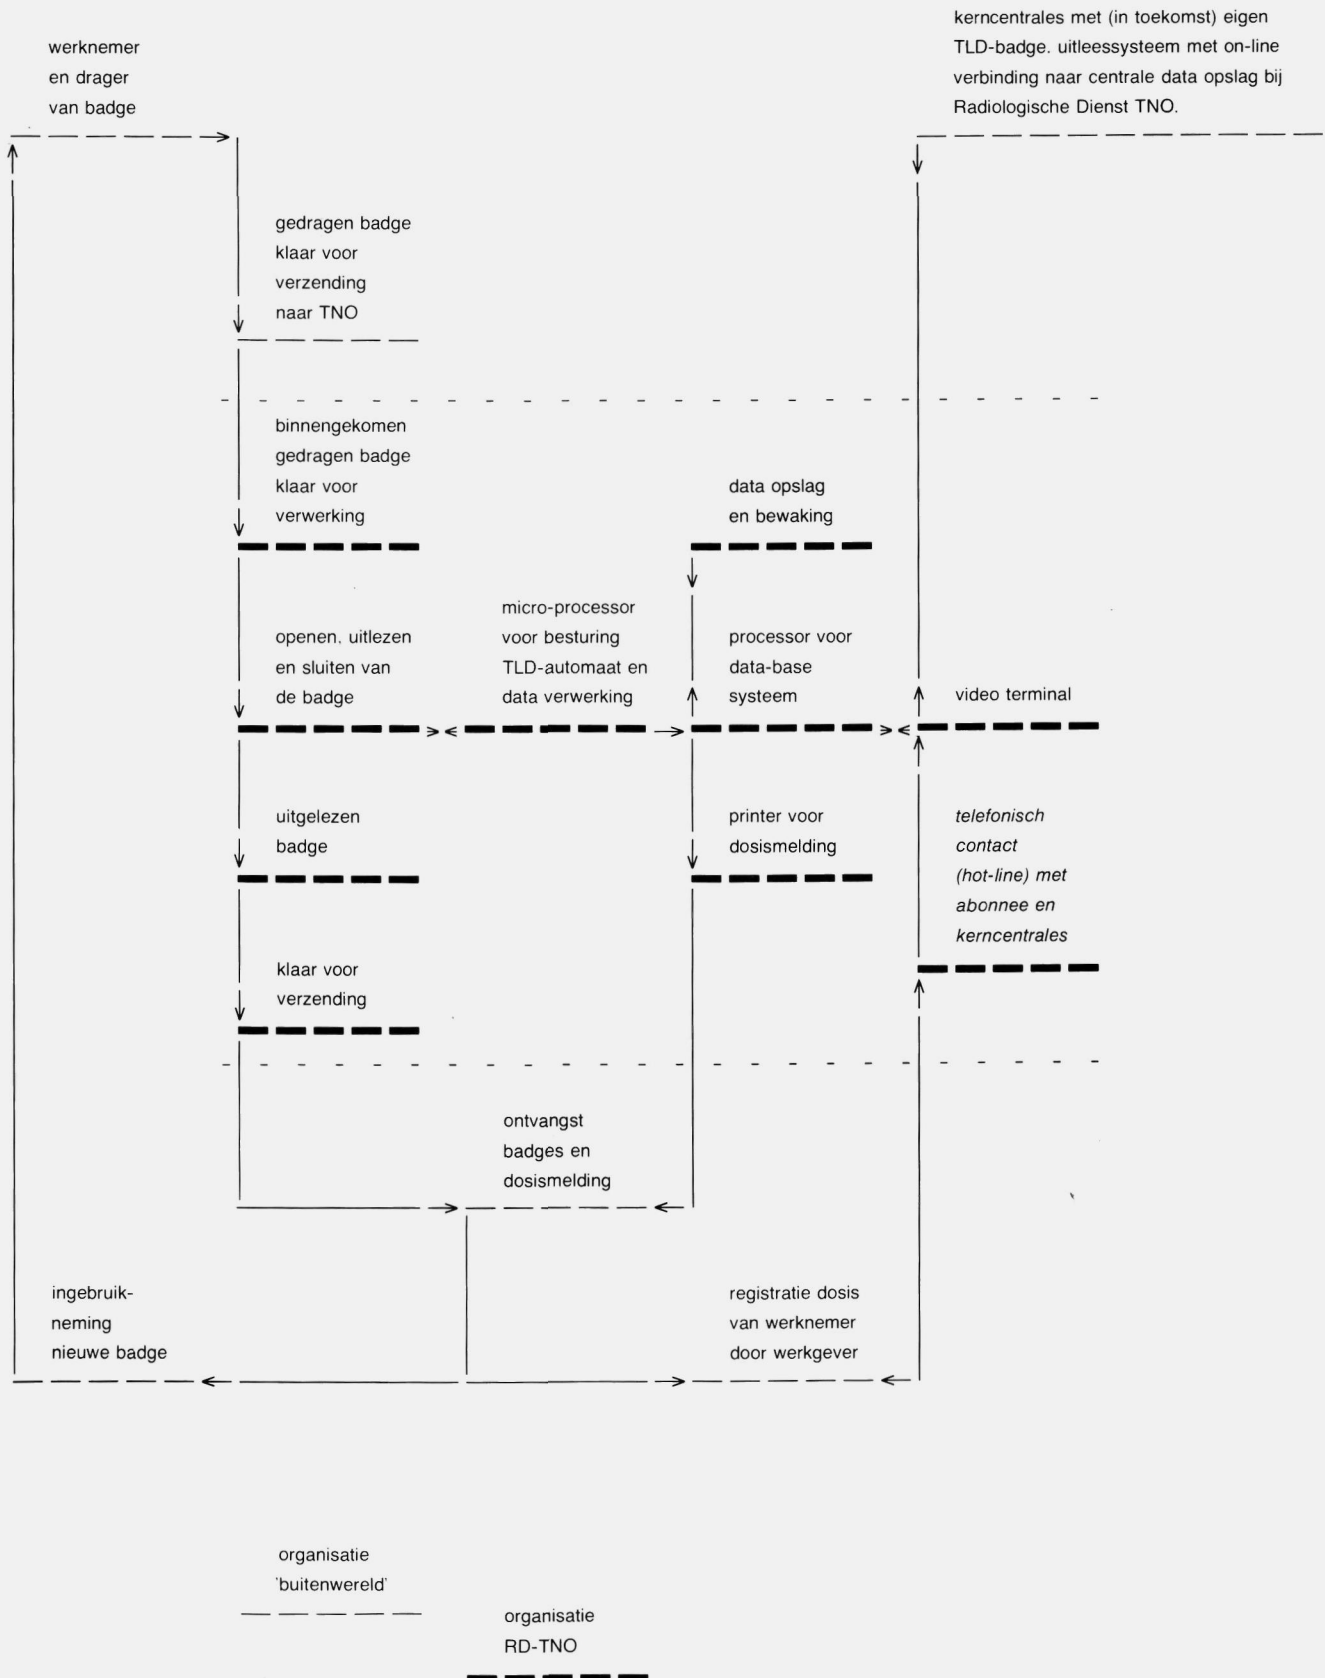 werknemer
en drager
van badge
kerncentrales met (in toekomst) eigen
TLD-badge. uitleessysteem met on-line
verbinding naar centrale data opslag bij
Radiologische Dienst TNO.
gedragen badge
klaar voor
verzending
naar TNO
binnengekomen
gedragen badge
klaar voor
verwerking
data opslag
en bewaking
openen, uitlezen
en sluiten van
de badge
micro-processor
voor besturing
TLD-automaat en
data verwerking
processor voor
data-base
systeem
video terminal
uitgelezen
badge
printer voor
dosismelding
telefonisch
contact
(hot-line) met
abonnee en
kerncentrales
klaar voor
verzending
ontvangst
badges en
dosismelding
ingebruik-
neming
nieuwe badge
registratie dosis
van werknemer
door werkgever
organisatie
'buitenwereld'
organisatie
RD-TNO